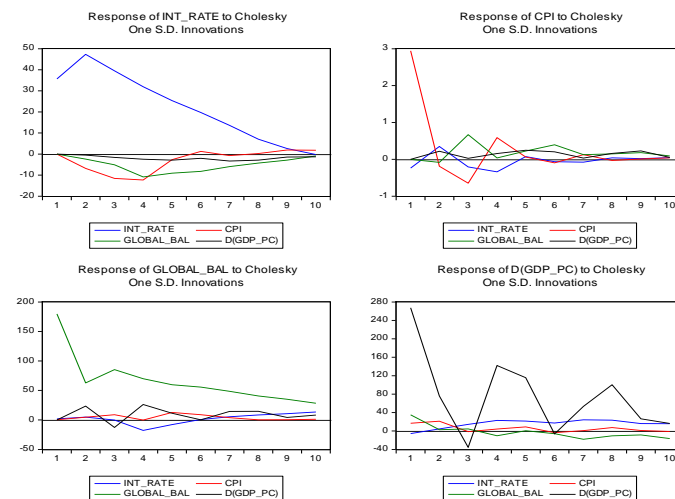 Response of INT_RATE to Cholesky
One S.D. Innovations
50
40
30
20
10
0
-10
-20
1 2 3 4 5 6 7 8 9 10
INT_RATE CPI
GLOBAL_BAL D(GDP_PC)
Response of CPI to Cholesky
One S.D. Innovations
3
2
1
0
-1
1 2 3 4 5 6 7 8 9 10
INT_RATE CPI
GLOBAL_BAL D(GDP_PC)
Response of GLOBAL_BAL to Cholesky
One S.D. Innovations
200
150
100
50
0
-50
1 2 3 4 5 6 7 8 9 10
INT_RATE CPI
GLOBAL_BAL D(GDP_PC)
Response of D(GDP_PC) to Cholesky
One S.D. Innovations
280
240
200
160
120
80
40
0
-40
1 2 3 4 5 6 7 8 9 10
INT_RATE CPI
GLOBAL_BAL D(GDP_PC)